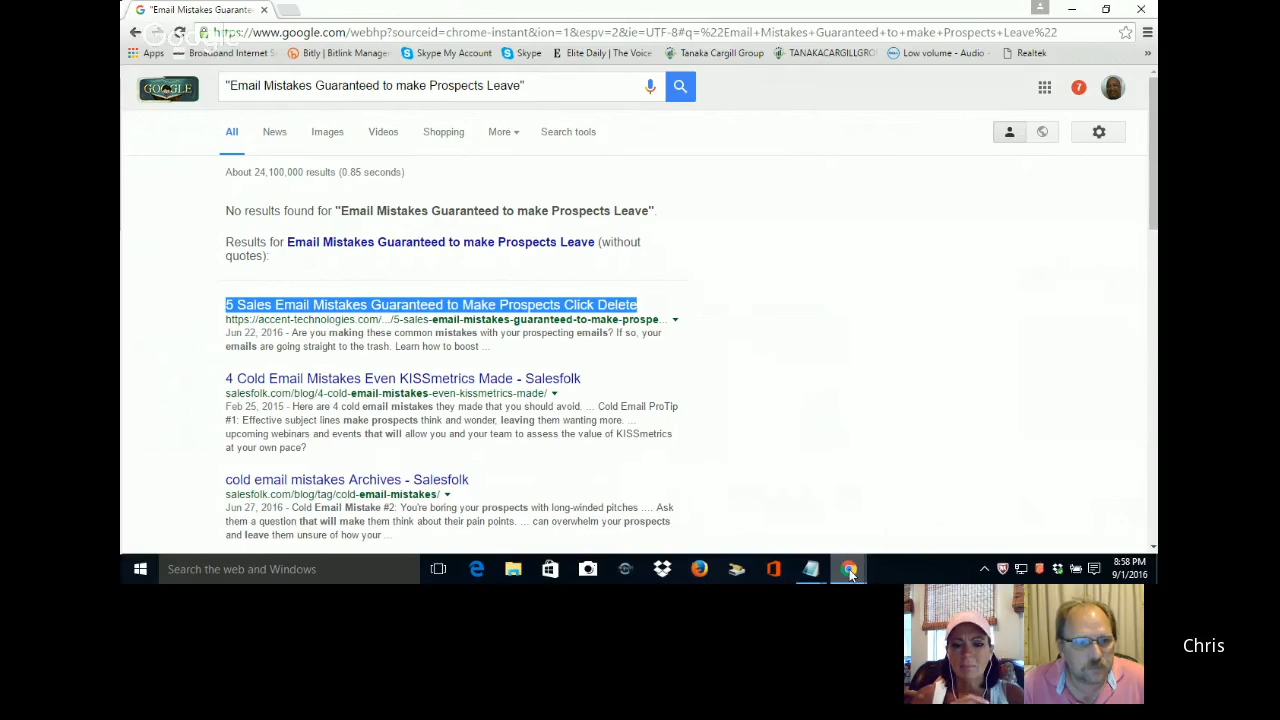 "Email Mistakes Guarantee
https://www.google.com/webhp?sourceid=chrome-instant&ion=1&espv=2&ie=UTF-8#q=%22Email+Mistakes+Guaranteed+to+make+Prospects+Leave%22
Google
Apps Broadband Internet S Bitly | Bitlink Manager Skype My Account Skype Elite Daily | The Voice Tanaka Cargill Group TANAKACARGILLGRO Low volume - Audio Realtek »
GOOGLE "Email Mistakes Guaranteed to make Prospects Leave" 7
All News Images Videos Shopping More Search tools
About 24,100,000 results (0.85 seconds)
No results found for "Email Mistakes Guaranteed to make Prospects Leave".
Results for Email Mistakes Guaranteed to make Prospects Leave (without
quotes):
5 Sales Email Mistakes Guaranteed to Make Prospects Click Delete
https://accent-technologies.com/.../5-sales-email-mistakes-guaranteed-to-make-prospe...
Jun 22, 2016 - Are you making these common mistakes with your prospecting emails? If so, your
emails are going straight to the trash. Learn how to boost ...
4 Cold Email Mistakes Even KISSmetrics Made - Salesfolk
salesfolk.com/blog/4-cold-email-mistakes-even-kissmetrics-made/
Feb 25, 2015 - Here are 4 cold email mistakes they made that you should avoid. ... Cold Email ProTip
#1: Effective subject lines make prospects think and wonder, leaving them wanting more. ...
upcoming webinars and events that will allow you and your team to assess the value of KISSmetrics
at your own pace?
cold email mistakes Archives - Salesfolk
salesfolk.com/blog/tag/cold-email-mistakes/
Jun 27, 2016 - Cold Email Mistake #2: You're boring your prospects with long-winded pitches .... Ask
them a question that will make them think about their pain points. ... can overwhelm your prospects
and leave them unsure of how your ...
Search the web and Windows
8:58 PM
9/1/2016
Chris